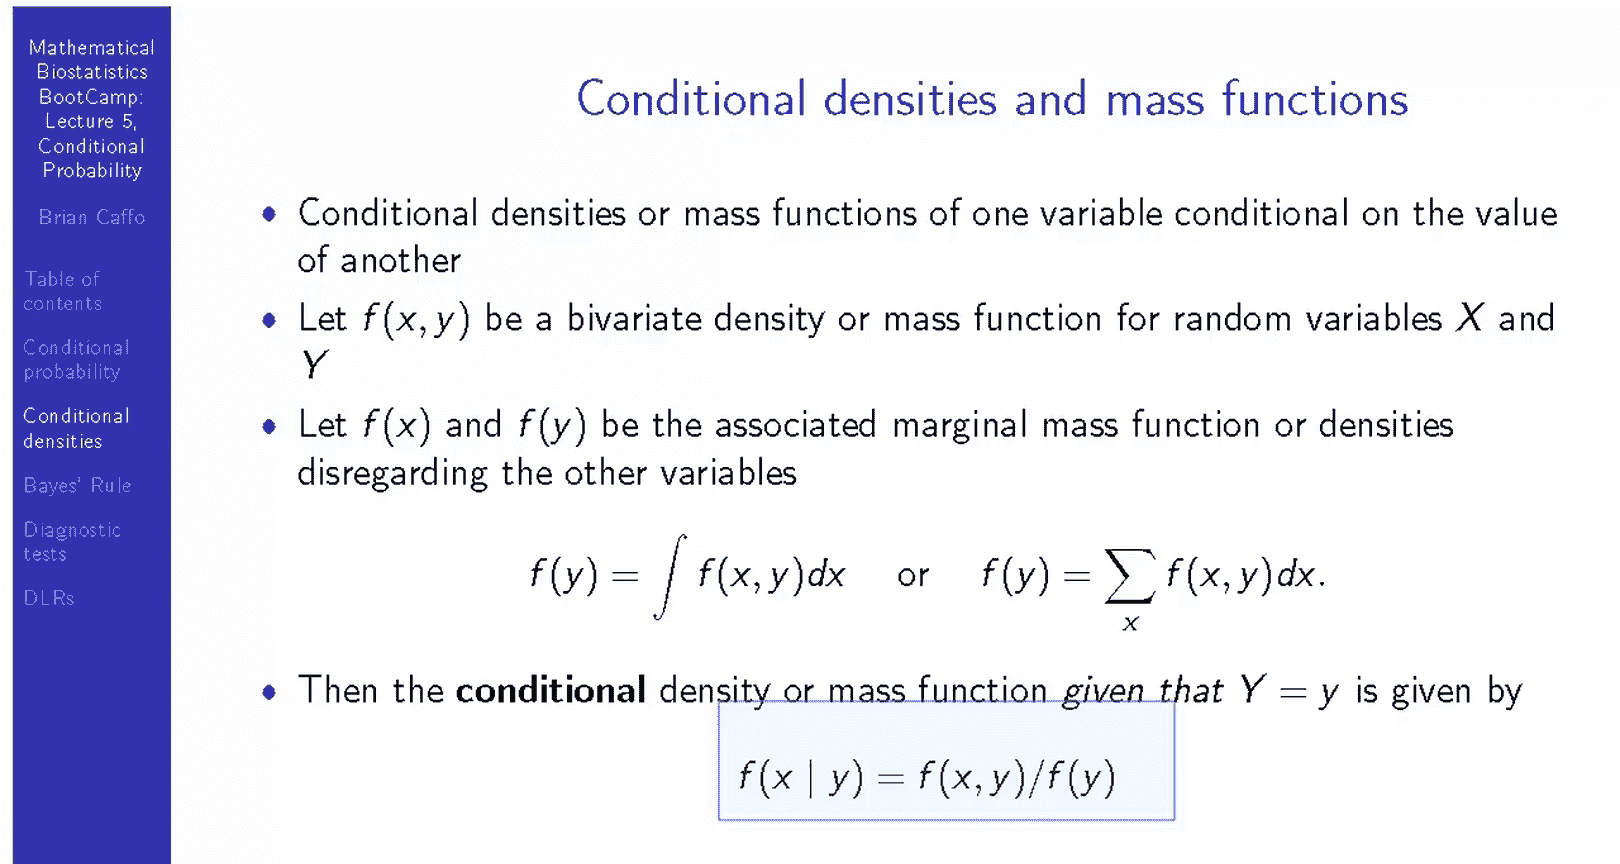 Mathematical
Biostatistics
BootCamp:
Lecture 5,
Conditional
Probability
Brian Caffo
Table of
contents
Conditional
probability
Conditional
densities
Bayes' Rule
Diagnostic
tests
DLRs
Conditional densities and mass functions
• Conditional densities or mass functions of one variable conditional on the value
of another
• Let f(x, y) be a bivariate density or mass function for random variables X and
Y
• Let f(x) and f(y) be the associated marginal mass function or densities
disregarding the other variables
f(y) = ∫ f(x, y)dx or f(y) = ∑ f(x, y)dx.
x
• Then the conditional density or mass function given that Y = y is given by
f(x | y) = f(x, y)/f(y)